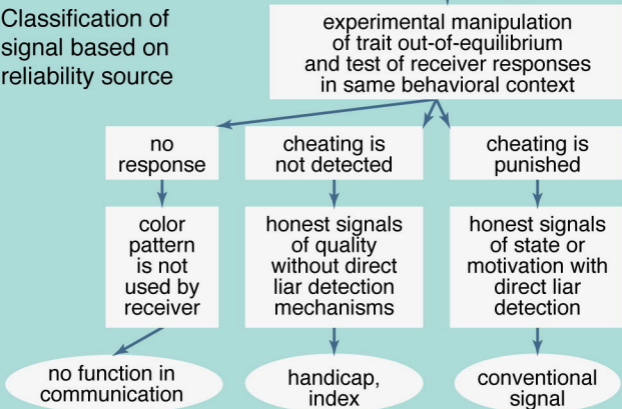 Classification of
signal based on
reliability source
experimental manipulation
of trait out-of-equilibrium
and test of receiver responses
in same behavioral context
no
response
cheating is
not detected
cheating is
punished
color
pattern
is not
used by
receiver
honest signals
of quality
without direct
liar detection
mechanisms
honest signals
of state or
motivation with
direct liar
detection
no function in
communication
handicap,
index
conventional
signal